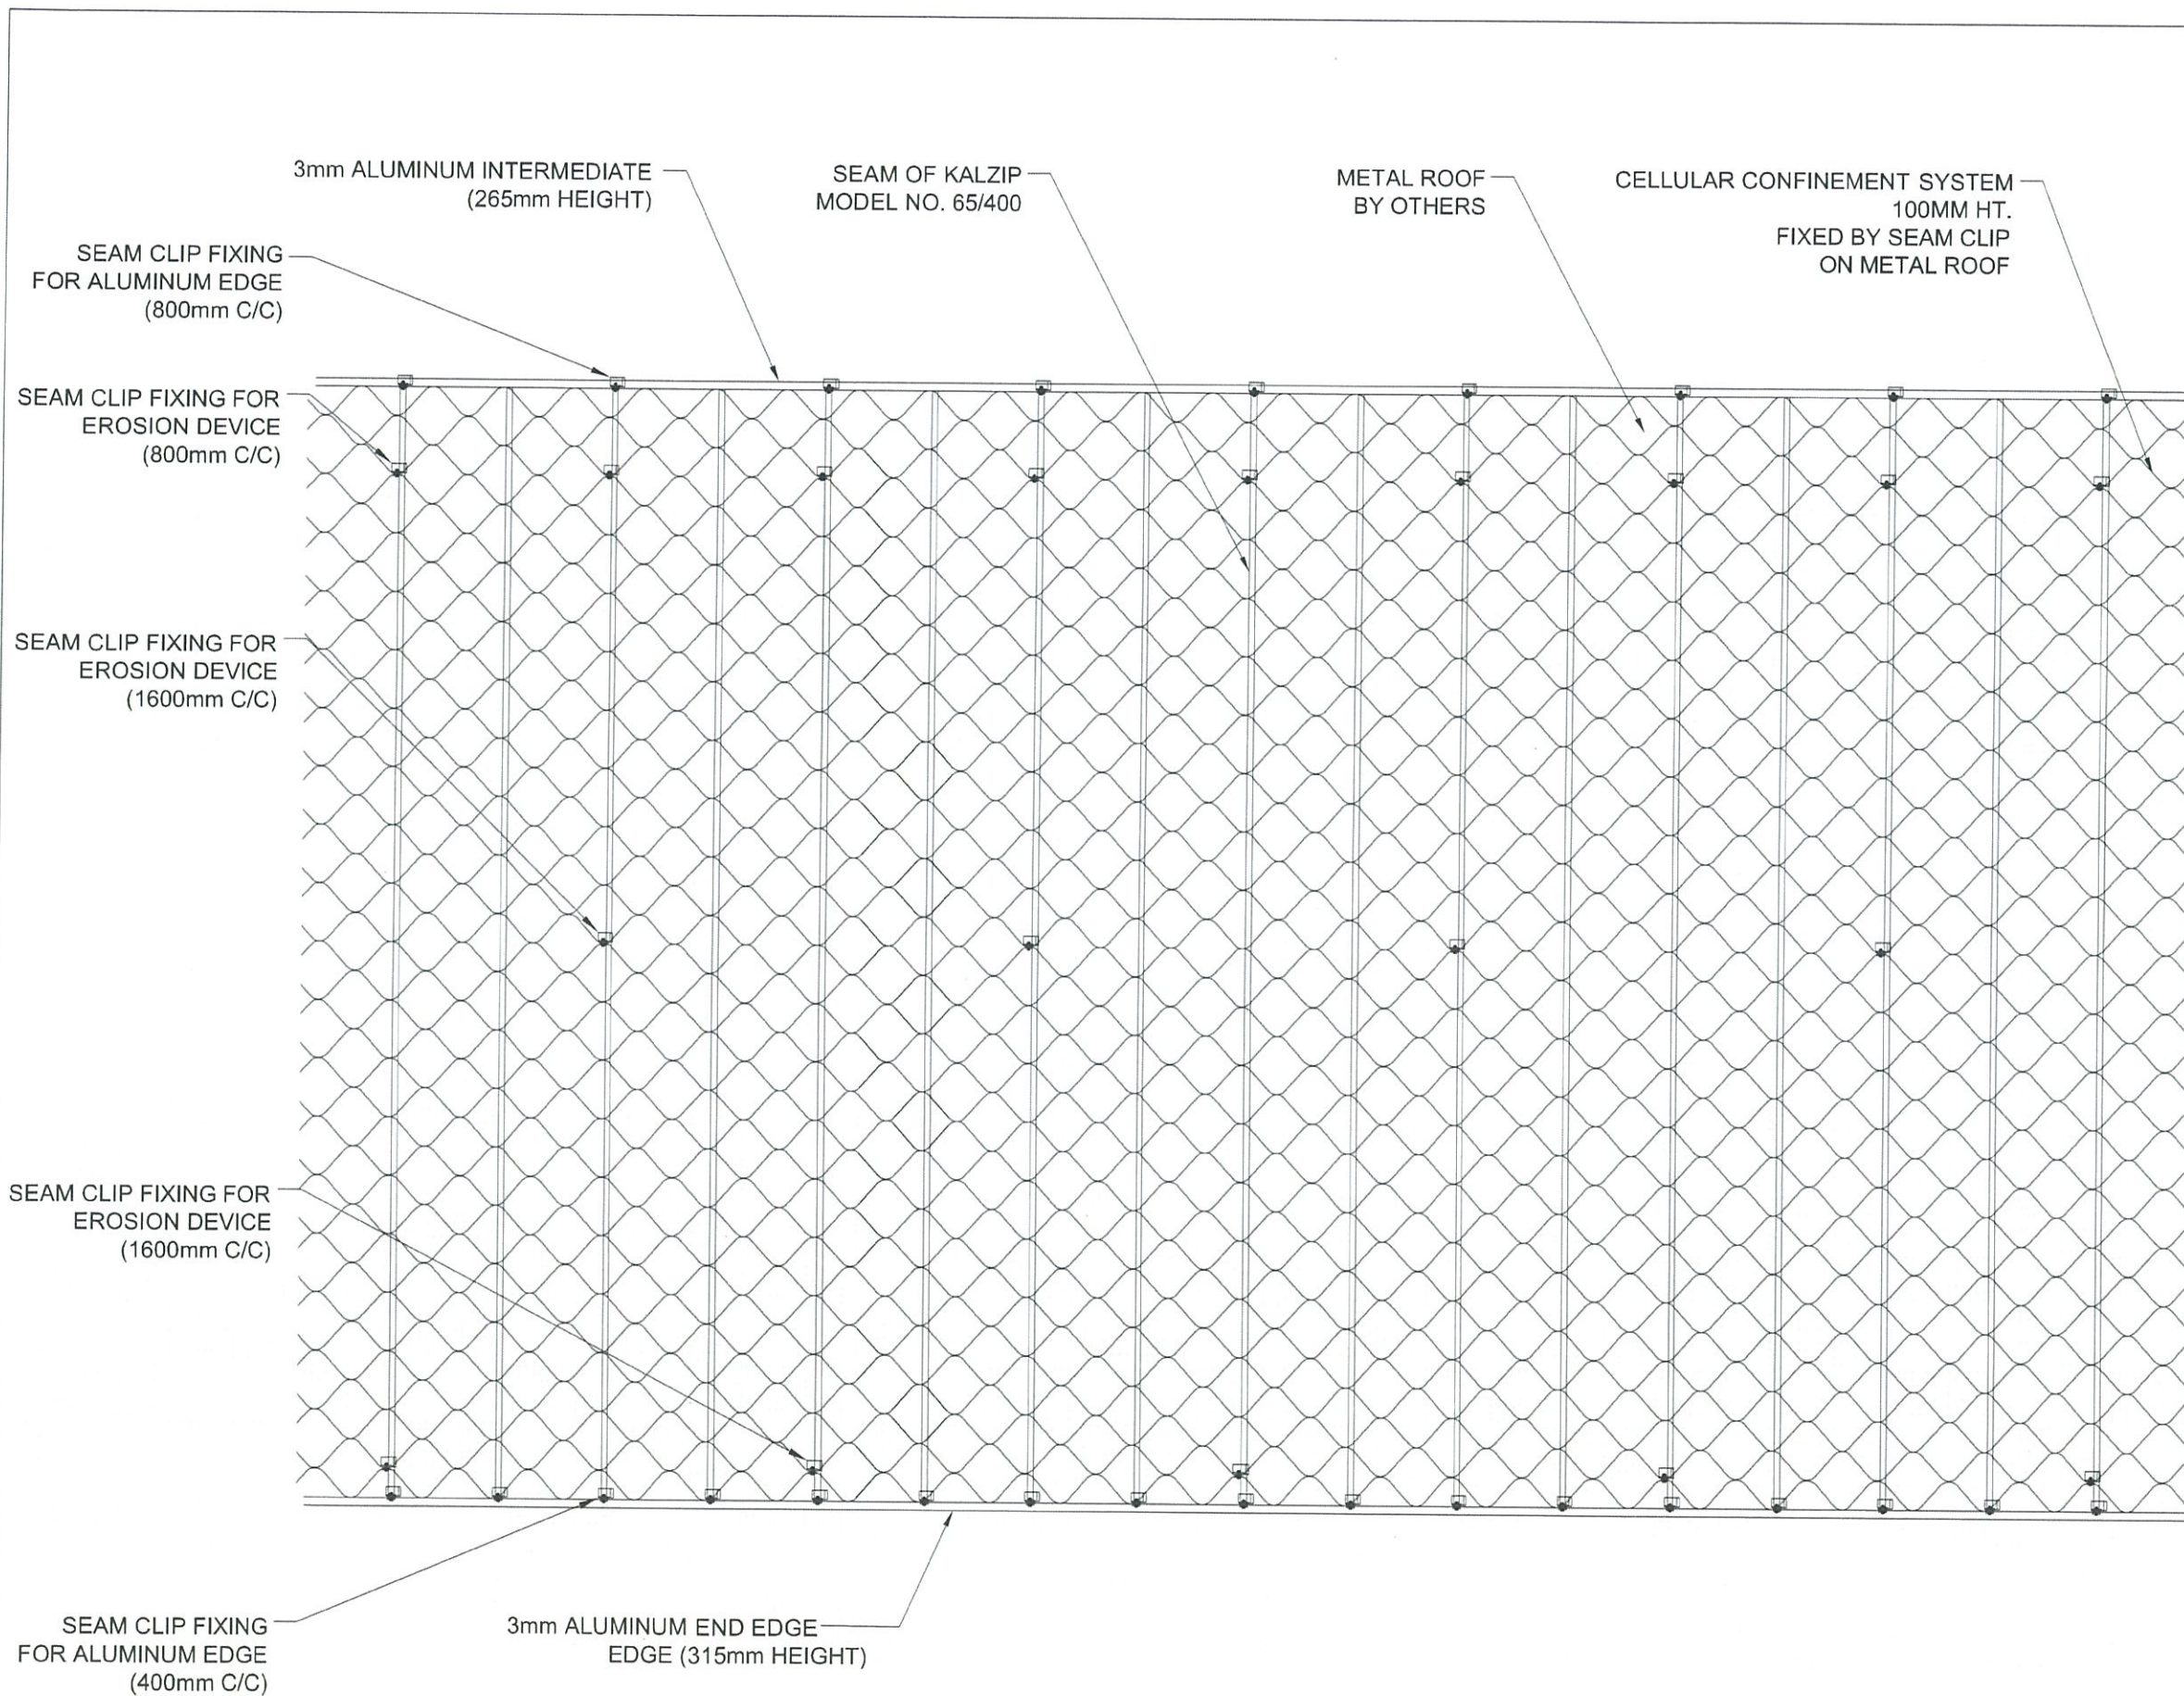 3mm ALUMINUM INTERMEDIATE
(265mm HEIGHT)
SEAM OF KALZIP
MODEL NO. 65/400
METAL ROOF
BY OTHERS
CELLULAR CONFINEMENT SYSTEM
100MM HT.
FIXED BY SEAM CLIP
ON METAL ROOF
SEAM CLIP FIXING
FOR ALUMINUM EDGE
(800mm C/C)
SEAM CLIP FIXING FOR
EROSION DEVICE
(800mm C/C)
SEAM CLIP FIXING FOR
EROSION DEVICE
(1600mm C/C)
SEAM CLIP FIXING FOR
EROSION DEVICE
(1600mm C/C)
SEAM CLIP FIXING
FOR ALUMINUM EDGE
(400mm C/C)
3mm ALUMINUM END EDGE
EDGE (315mm HEIGHT)